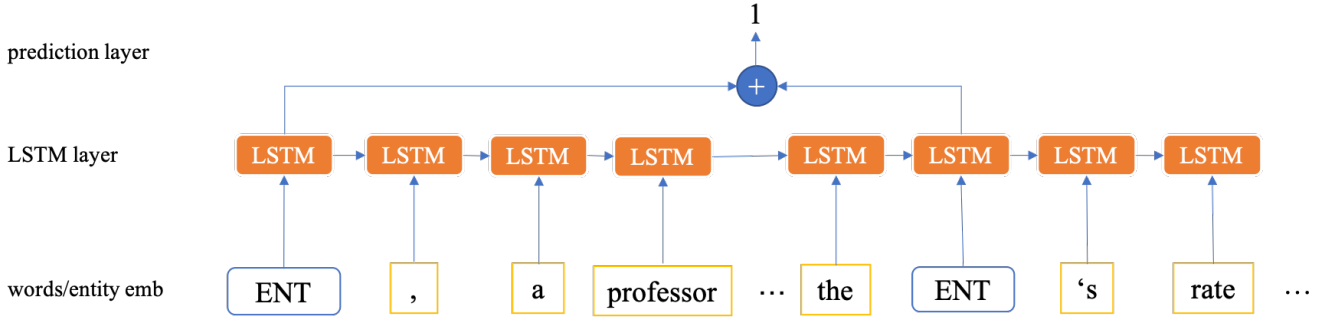 1
prediction layer
+
LSTM layer LSTM LSTM LSTM LSTM LSTM LSTM LSTM LSTM
words/entity emb ENT , a professor ... the ENT ‘s rate ...